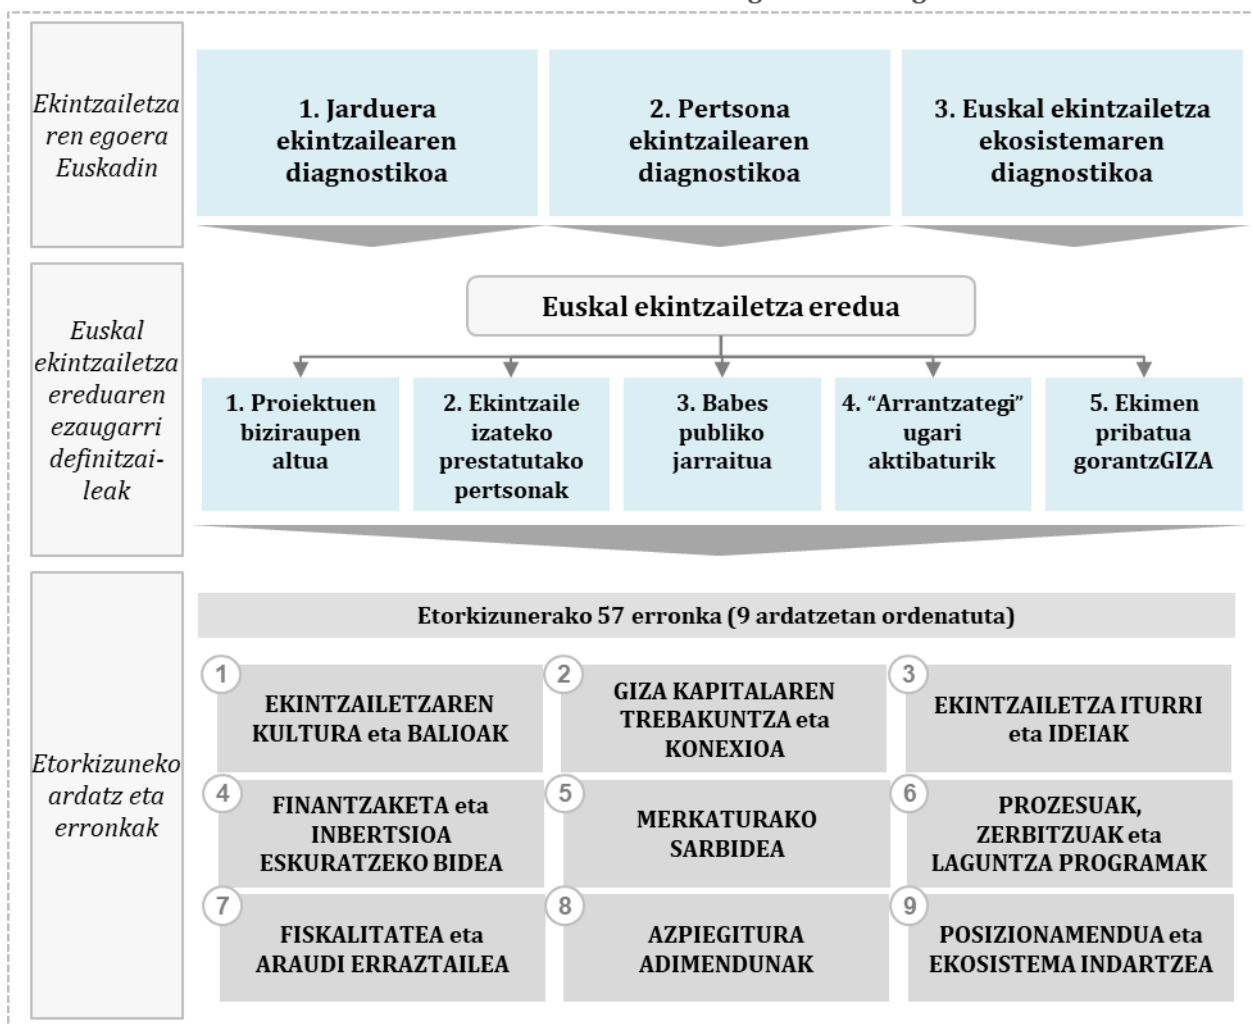 Ekintzailetza
ren egoera
Euskadin
1. Jarduera
ekintzailearen
diagnostikoa
2. Pertsona
ekintzailearen
diagnostikoa
3. Euskal ekintzailetza
ekosistemaren
diagnostikoa
Euskal
ekintzailetza
ereduaren
ezaugarri
definitzai-
leak
Euskal ekintzailetza eredua
1. Proiektuen
biziraupen
altua
2. Ekintzaile
izateko
prestatutako
pertsonak
3. Babes
publiko
jarraitua
4. “Arrantzategi”
ugari
aktibaturik
5. Ekimen
pribatua
gorantzGIZA
Etorkizuneko
ardatz eta
erronkak
Etorkizunerako 57 erronka (9 ardatzetan ordenatuta)
1
EKINTZAILETZAREN
KULTURA eta BALIOAK
2
GIZA KAPITALAREN
TREBAKUNTZA eta
KONEXIOA
3
EKINTZAILETZA ITURRI
eta IDEIAK
4
FINANTZAKETA eta
INBERTSIOA
ESKURATZEKO BIDEA
5
MERKATURAKO
SARBIDEA
6
PROZESUAK,
ZERBITZUAK eta
LAGUNTZA PROGRAMAK
7
FISKALITATEA eta
ARAUDI ERRAZTAILEA
8
AZPIEGITURA
ADIMENDUNAK
9
POSIZIONAMENDUA eta
EKOSISTEMA INDARTZEA